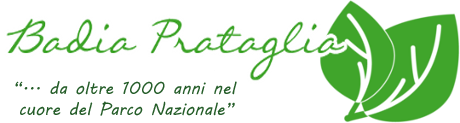 Badia Prataglia
“... da oltre 1000 anni nel
cuore del Parco Nazionale”